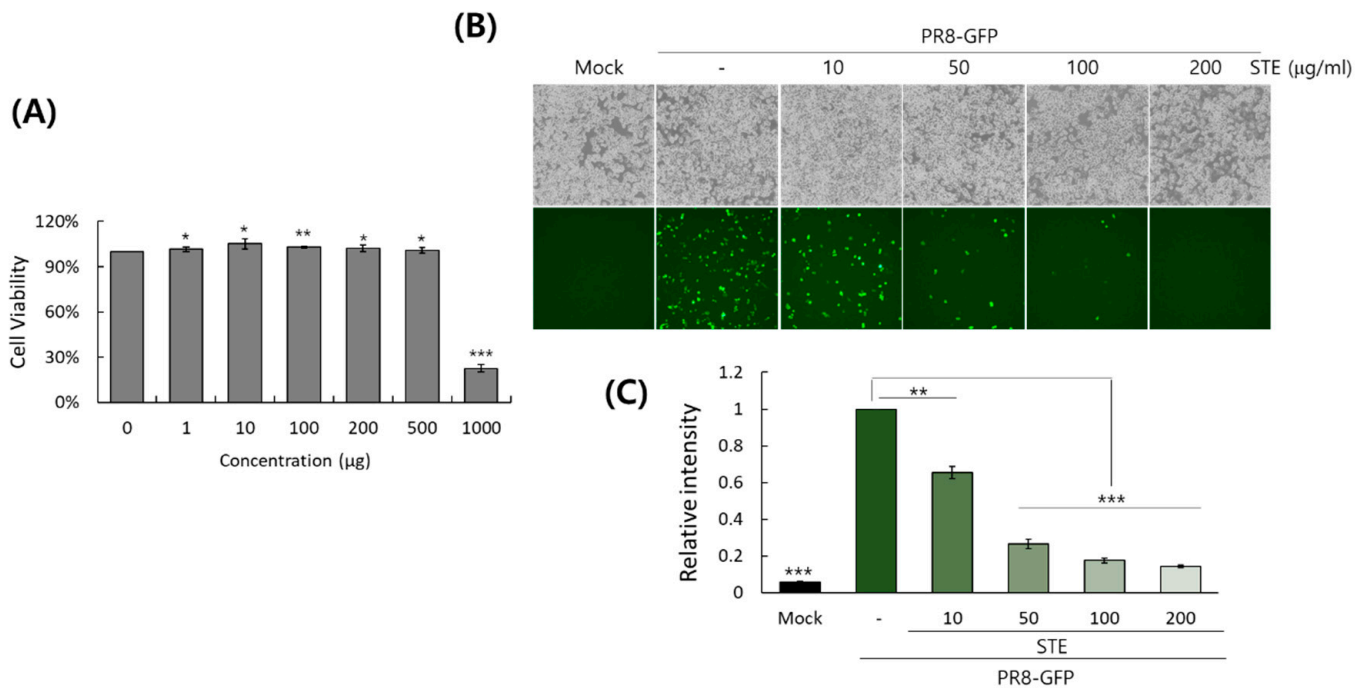 (A)
120%
90%
60%
30%
0%
Cell Viability
* * ** * * ***
0 1 10 100 200 500 1000
Concentration (μg)
(B)
PR8-GFP
Mock - 10 50 100 200 STE (μg/ml)
(C)
1.2
1
0.8
0.6
0.4
0.2
0
Relative intensity
**
***
***
Mock - 10 50 100 200
STE
PR8-GFP